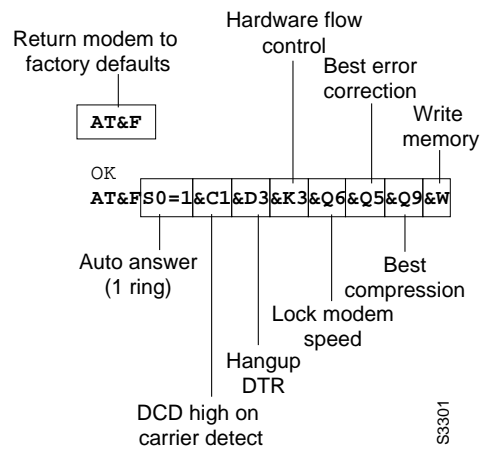 Return modem to
factory defaults
Hardware flow
control
Best error
correction
Write
memory
AT&F
OK
AT&FS0=1&C1&D3&K3&Q6&Q5&Q9&W
Auto answer
(1 ring)
Best
compression
Lock modem
speed
Hangup
DTR
DCD high on
carrier detect
S3301